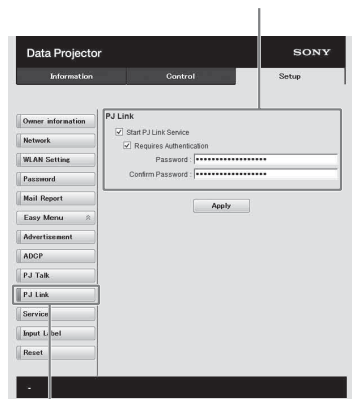 Data Projector SONY
Information Control Setup
Owner information
Network
WLAN Setting
Password
Mail Report
Easy Menu
Advertisement
ADCP
PJ Talk
PJ Link
Service
Input Label
Reset
PJ Link
Start PJ Link Service
Requires Authentication
Password : ••••••••••••••••••
Confirm Password : ••••••••••••••••••
Apply
-